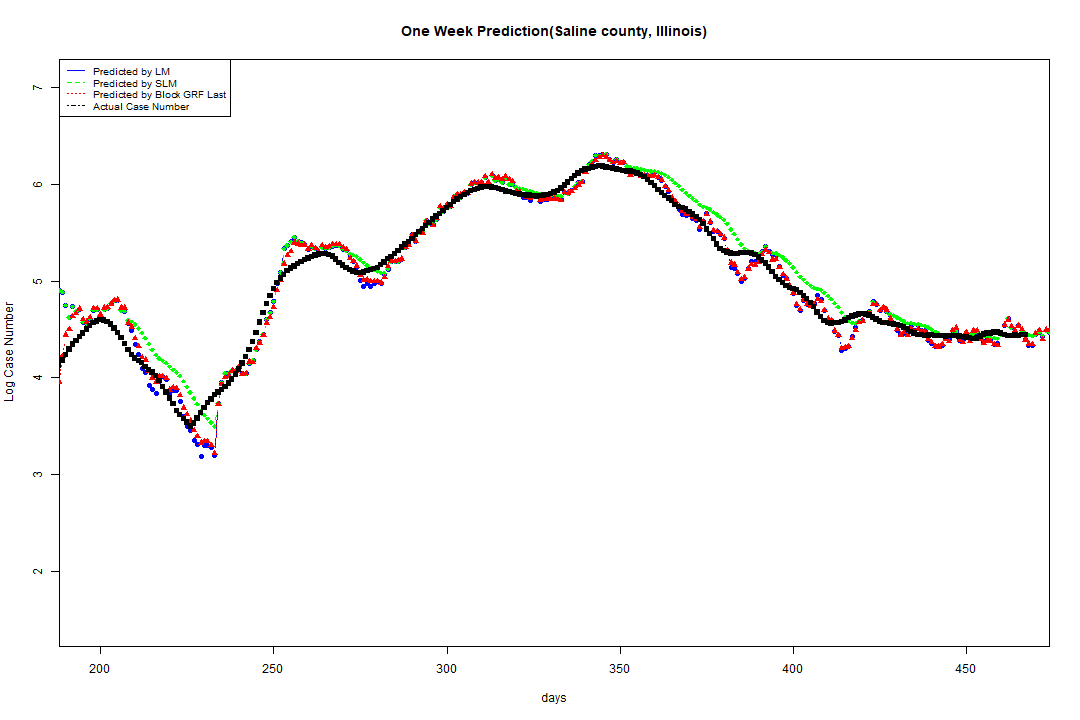 One Week Prediction(Saline county, Illinois)
Predicted by LM
Predicted by SLM
Predicted by Block GRF Last
Actual Case Number
Log Case Number
7
6
5
4
3
2
200 250 300 350 400 450
days